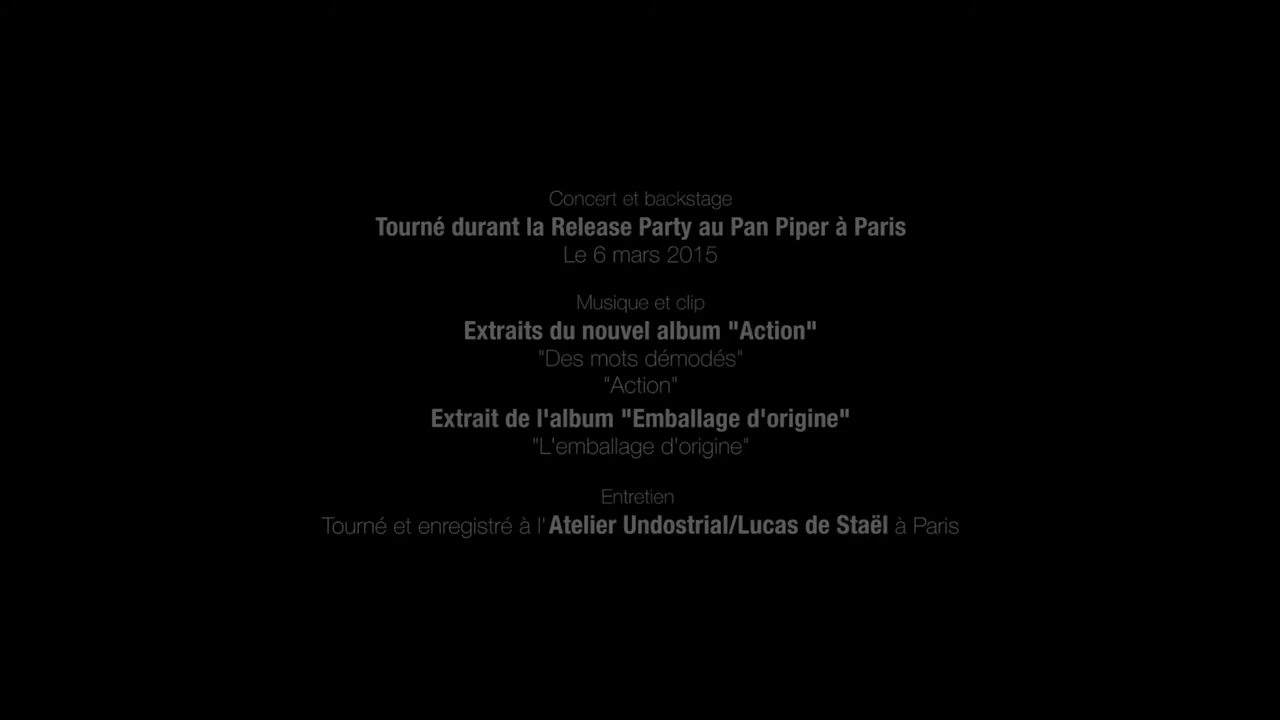 Concert et backstage
Tourné durant la Release Party au Pan Piper à Paris
Le 6 mars 2015
Musique et clip
Extraits du nouvel album "Action"
"Des mots démodés"
"Action"
Extrait de l'album "Emballage d'origine"
"L'emballage d'origine"
Entretien
Tourné et enregistré à l'Atelier Undostrial/Lucas de Staël à Paris